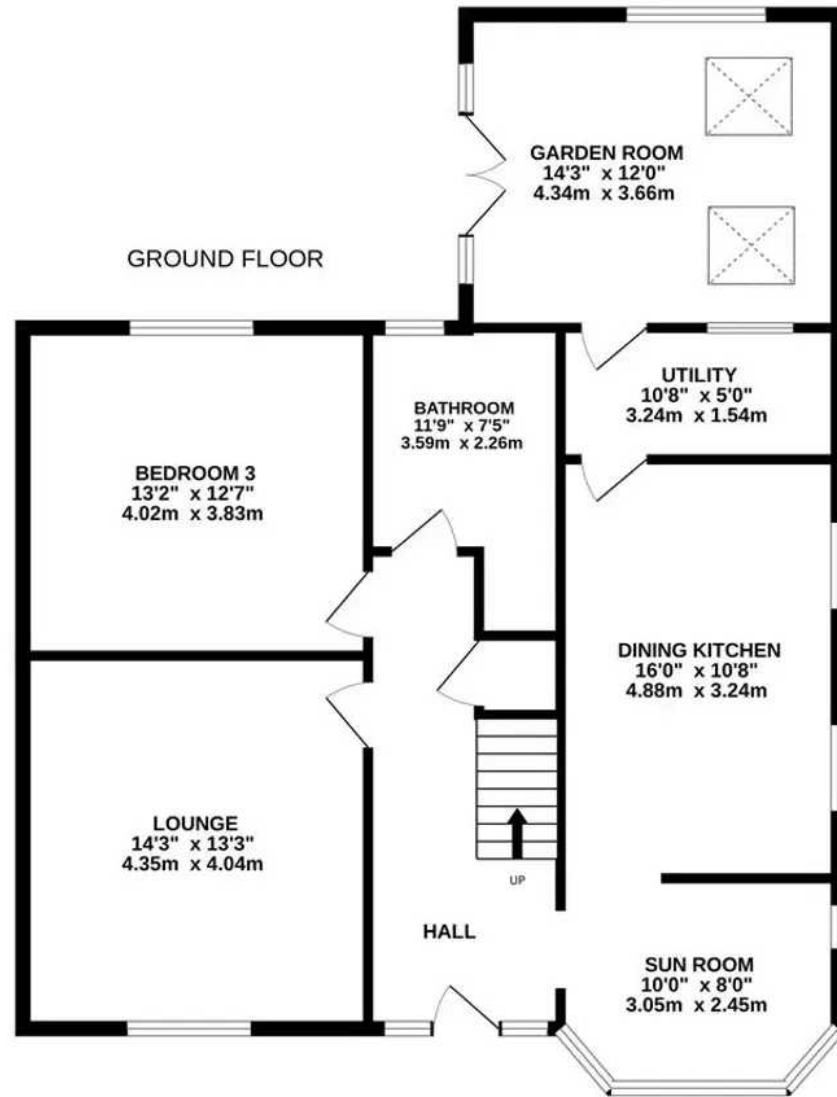 GARDEN ROOM
14'3" x 12'0"
4.34m x 3.66m
GROUND FLOOR
UTILITY
10'8" x 5'0"
3.24m x 1.54m
BATHROOM
11'9" x 7'5"
3.59m x 2.26m
BEDROOM 3
13'2" x 12'7"
4.02m x 3.83m
DINING KITCHEN
16'0" x 10'8"
4.88m x 3.24m
LOUNGE
14'3" x 13'3"
4.35m x 4.04m
UP
HALL
SUN ROOM
10'0" x 8'0"
3.05m x 2.45m